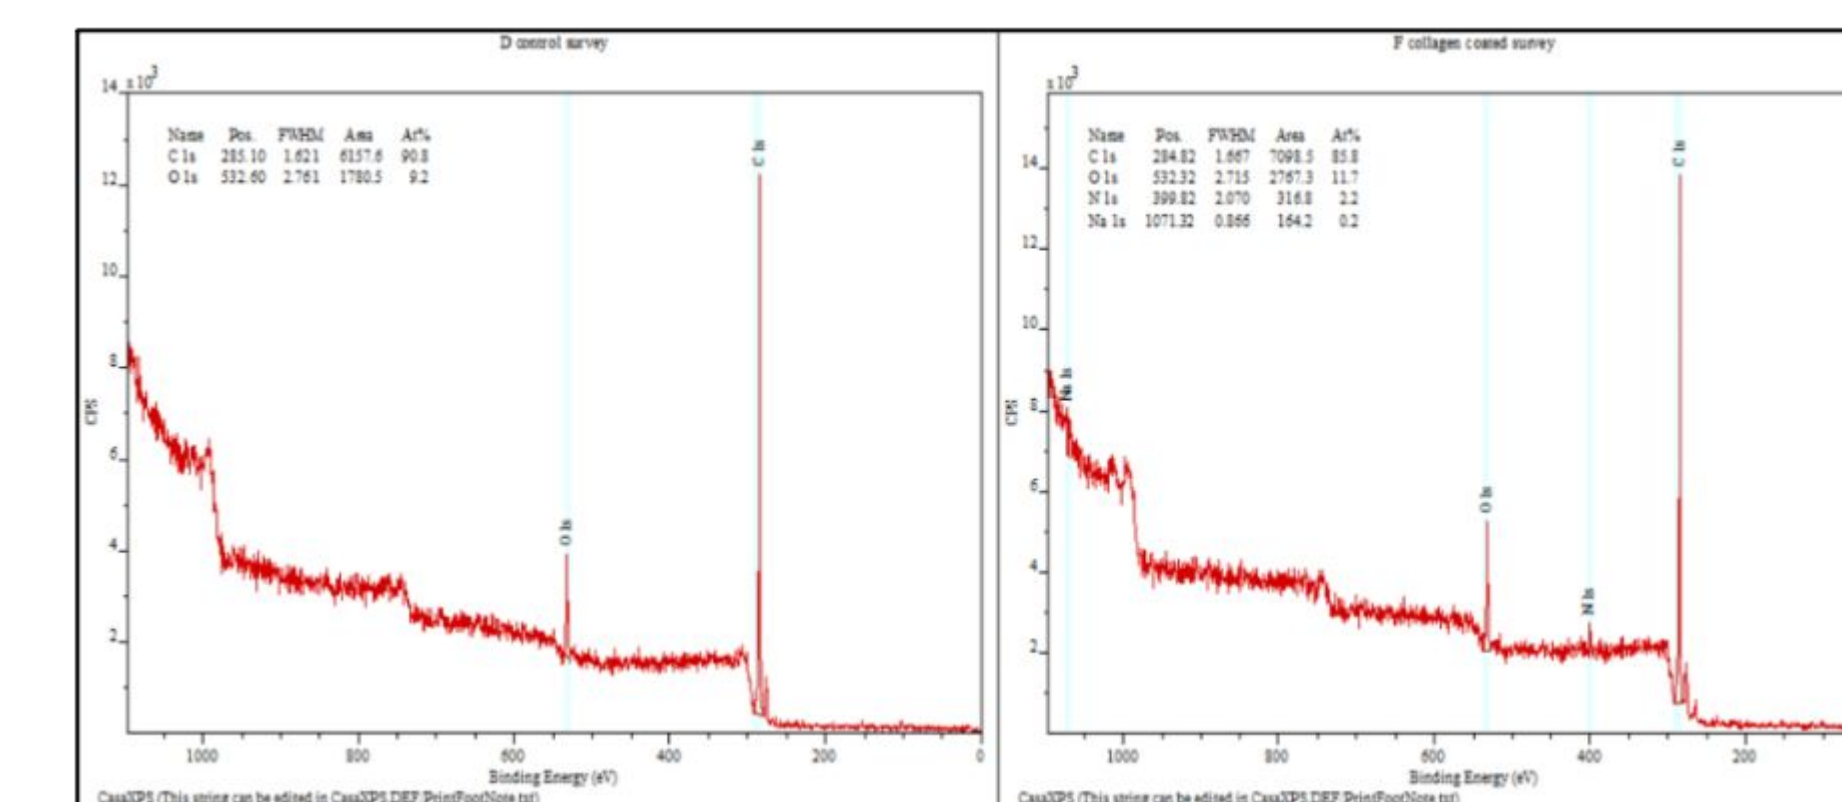 D control survey
14 x10^3
Name Pos. FWHM Area At%
C 1s 285.10 1.621 6157.6 90.8
O 1s 532.60 2.761 1780.5 9.2
C 1s
12
10
8
CPS
6
O 1s
4
2
1000 800 600 400 200 0
Binding Energy (eV)
CasaXPS (This string can be edited in CasaXPS.DEF/PrintFootNote.txt)
F collagen coated survey
x10^3
Name Pos. FWHM Area At%
C 1s 284.82 1.667 7098.5 85.8
O 1s 532.32 2.715 2767.3 11.7
N 1s 399.82 2.070 316.8 2.2
Na 1s 1071.32 0.866 164.2 0.2
C 1s
14
12
10
Na 1s
8
CPS
6
O 1s
4
N 1s
2
1000 800 600 400 200
Binding Energy (eV)
CasaXPS (This string can be edited in CasaXPS.DEF/PrintFootNote.txt)